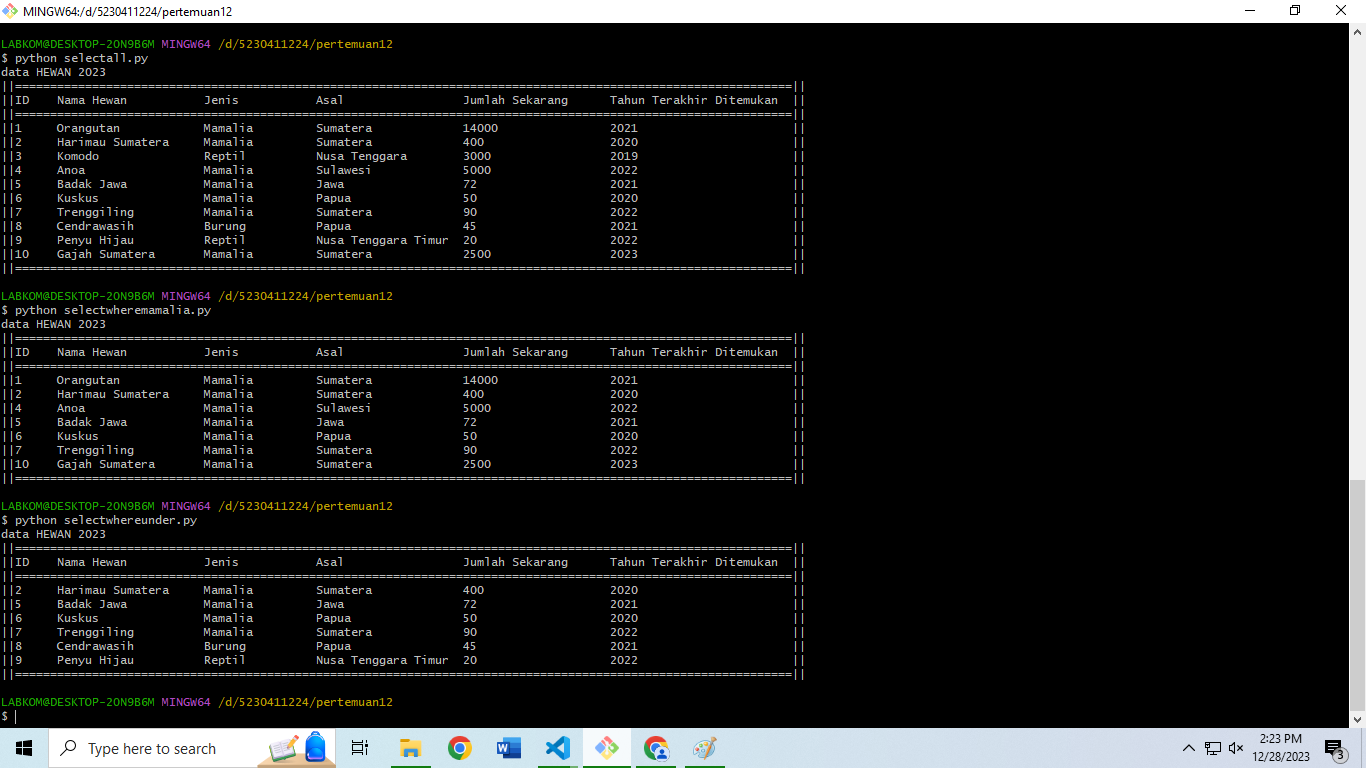 MINGW64:/d/5230411224/pertemuan12
LABKOM@DESKTOP-2ON9B6M MINGW64 /d/5230411224/pertemuan12
$ python selectall.py
data HEWAN 2023
||===============================================================================================================||
||ID    Nama Hewan           Jenis           Asal                 Jumlah Sekarang      Tahun Terakhir Ditemukan  ||
||===============================================================================================================||
||1     Orangutan            Mamalia         Sumatera             14000                2021                      ||
||2     Harimau Sumatera     Mamalia         Sumatera             400                  2020                      ||
||3     Komodo               Reptil          Nusa Tenggara        3000                 2019                      ||
||4     Anoa                 Mamalia         Sulawesi             5000                 2022                      ||
||5     Badak Jawa           Mamalia         Jawa                 72                   2021                      ||
||6     Kuskus               Mamalia         Papua                50                   2020                      ||
||7     Trenggiling          Mamalia         Sumatera             90                   2022                      ||
||8     Cendrawasih          Burung          Papua                45                   2021                      ||
||9     Penyu Hijau          Reptil          Nusa Tenggara Timur  20                   2022                      ||
||10    Gajah Sumatera       Mamalia         Sumatera             2500                 2023                      ||
||===============================================================================================================||
LABKOM@DESKTOP-2ON9B6M MINGW64 /d/5230411224/pertemuan12
$ python selectwheremamalia.py
data HEWAN 2023
||===============================================================================================================||
||ID    Nama Hewan           Jenis           Asal                 Jumlah Sekarang      Tahun Terakhir Ditemukan  ||
||===============================================================================================================||
||1     Orangutan            Mamalia         Sumatera             14000                2021                      ||
||2     Harimau Sumatera     Mamalia         Sumatera             400                  2020                      ||
||4     Anoa                 Mamalia         Sulawesi             5000                 2022                      ||
||5     Badak Jawa           Mamalia         Jawa                 72                   2021                      ||
||6     Kuskus               Mamalia         Papua                50                   2020                      ||
||7     Trenggiling          Mamalia         Sumatera             90                   2022                      ||
||10    Gajah Sumatera       Mamalia         Sumatera             2500                 2023                      ||
||===============================================================================================================||
LABKOM@DESKTOP-2ON9B6M MINGW64 /d/5230411224/pertemuan12
$ python selectwhereunder.py
data HEWAN 2023
||===============================================================================================================||
||ID    Nama Hewan           Jenis           Asal                 Jumlah Sekarang      Tahun Terakhir Ditemukan  ||
||===============================================================================================================||
||2     Harimau Sumatera     Mamalia         Sumatera             400                  2020                      ||
||5     Badak Jawa           Mamalia         Jawa                 72                   2021                      ||
||6     Kuskus               Mamalia         Papua                50                   2020                      ||
||7     Trenggiling          Mamalia         Sumatera             90                   2022                      ||
||8     Cendrawasih          Burung          Papua                45                   2021                      ||
||9     Penyu Hijau          Reptil          Nusa Tenggara Timur  20                   2022                      ||
||===============================================================================================================||
LABKOM@DESKTOP-2ON9B6M MINGW64 /d/5230411224/pertemuan12
$
Type here to search
2:23 PM
12/28/2023
3